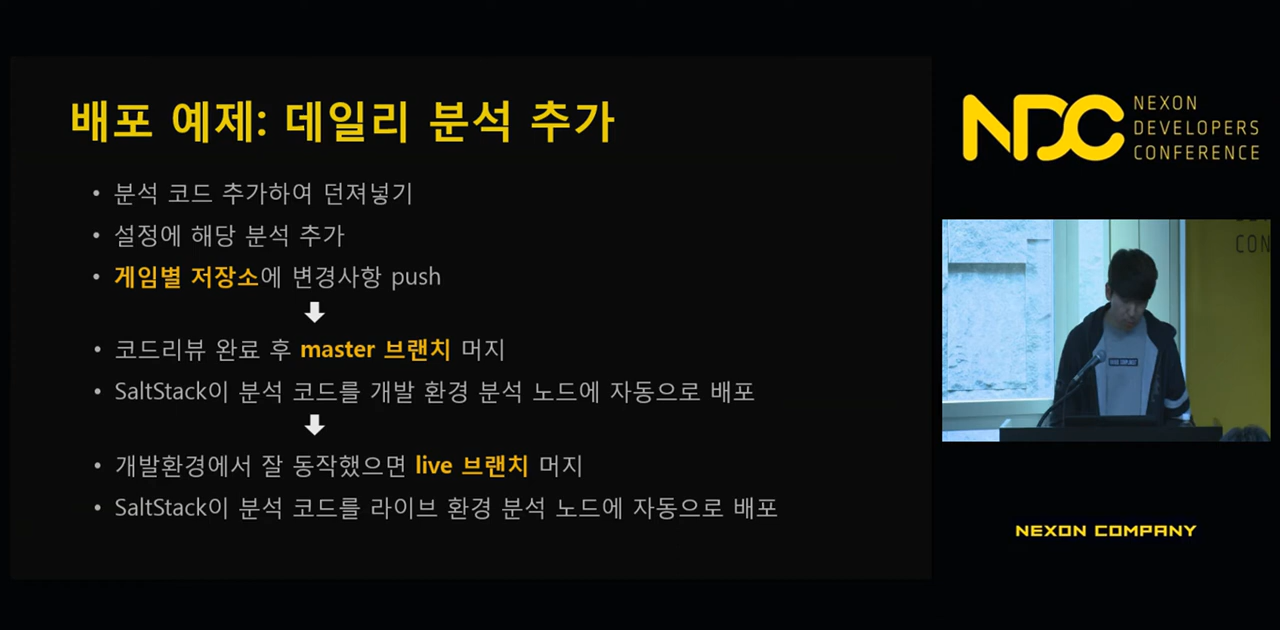 배포 예제: 데일리 분석 추가
• 분석 코드 추가하여 던져넣기
• 설정에 해당 분석 추가
• 게임별 저장소에 변경사항 push
• 코드리뷰 완료 후 master 브랜치 머지
• SaltStack이 분석 코드를 개발 환경 분석 노드에 자동으로 배포
• 개발환경에서 잘 동작했으면 live 브랜치 머지
• SaltStack이 분석 코드를 라이브 환경 분석 노드에 자동으로 배포
NDC
NEXON
DEVELOPERS
CONFERENCE
CON
NEXON COMPANY